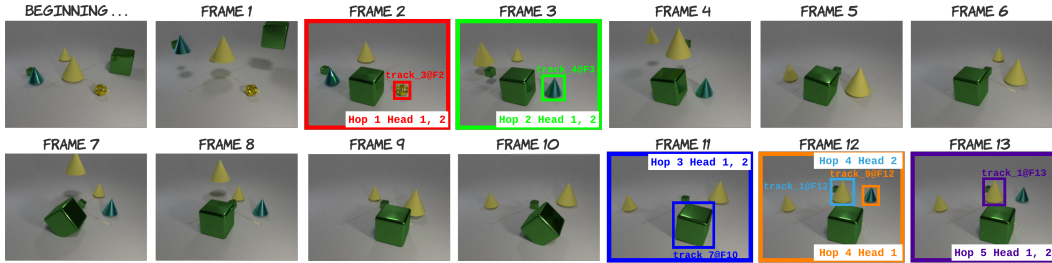 BEGINNING ... FRAME 1 FRAME 2 FRAME 3 FRAME 4 FRAME 5 FRAME 6
track_3@F2
Hop 1 Head 1, 2
track_4@F3
Hop 2 Head 1, 2
FRAME 7 FRAME 8 FRAME 9 FRAME 10 FRAME 11 FRAME 12 FRAME 13
Hop 3 Head 1, 2
track_7@F10
Hop 4 Head 2
track_9@F12
track_1@F12
Hop 4 Head 1
track_1@F13
Hop 5 Head 1, 2